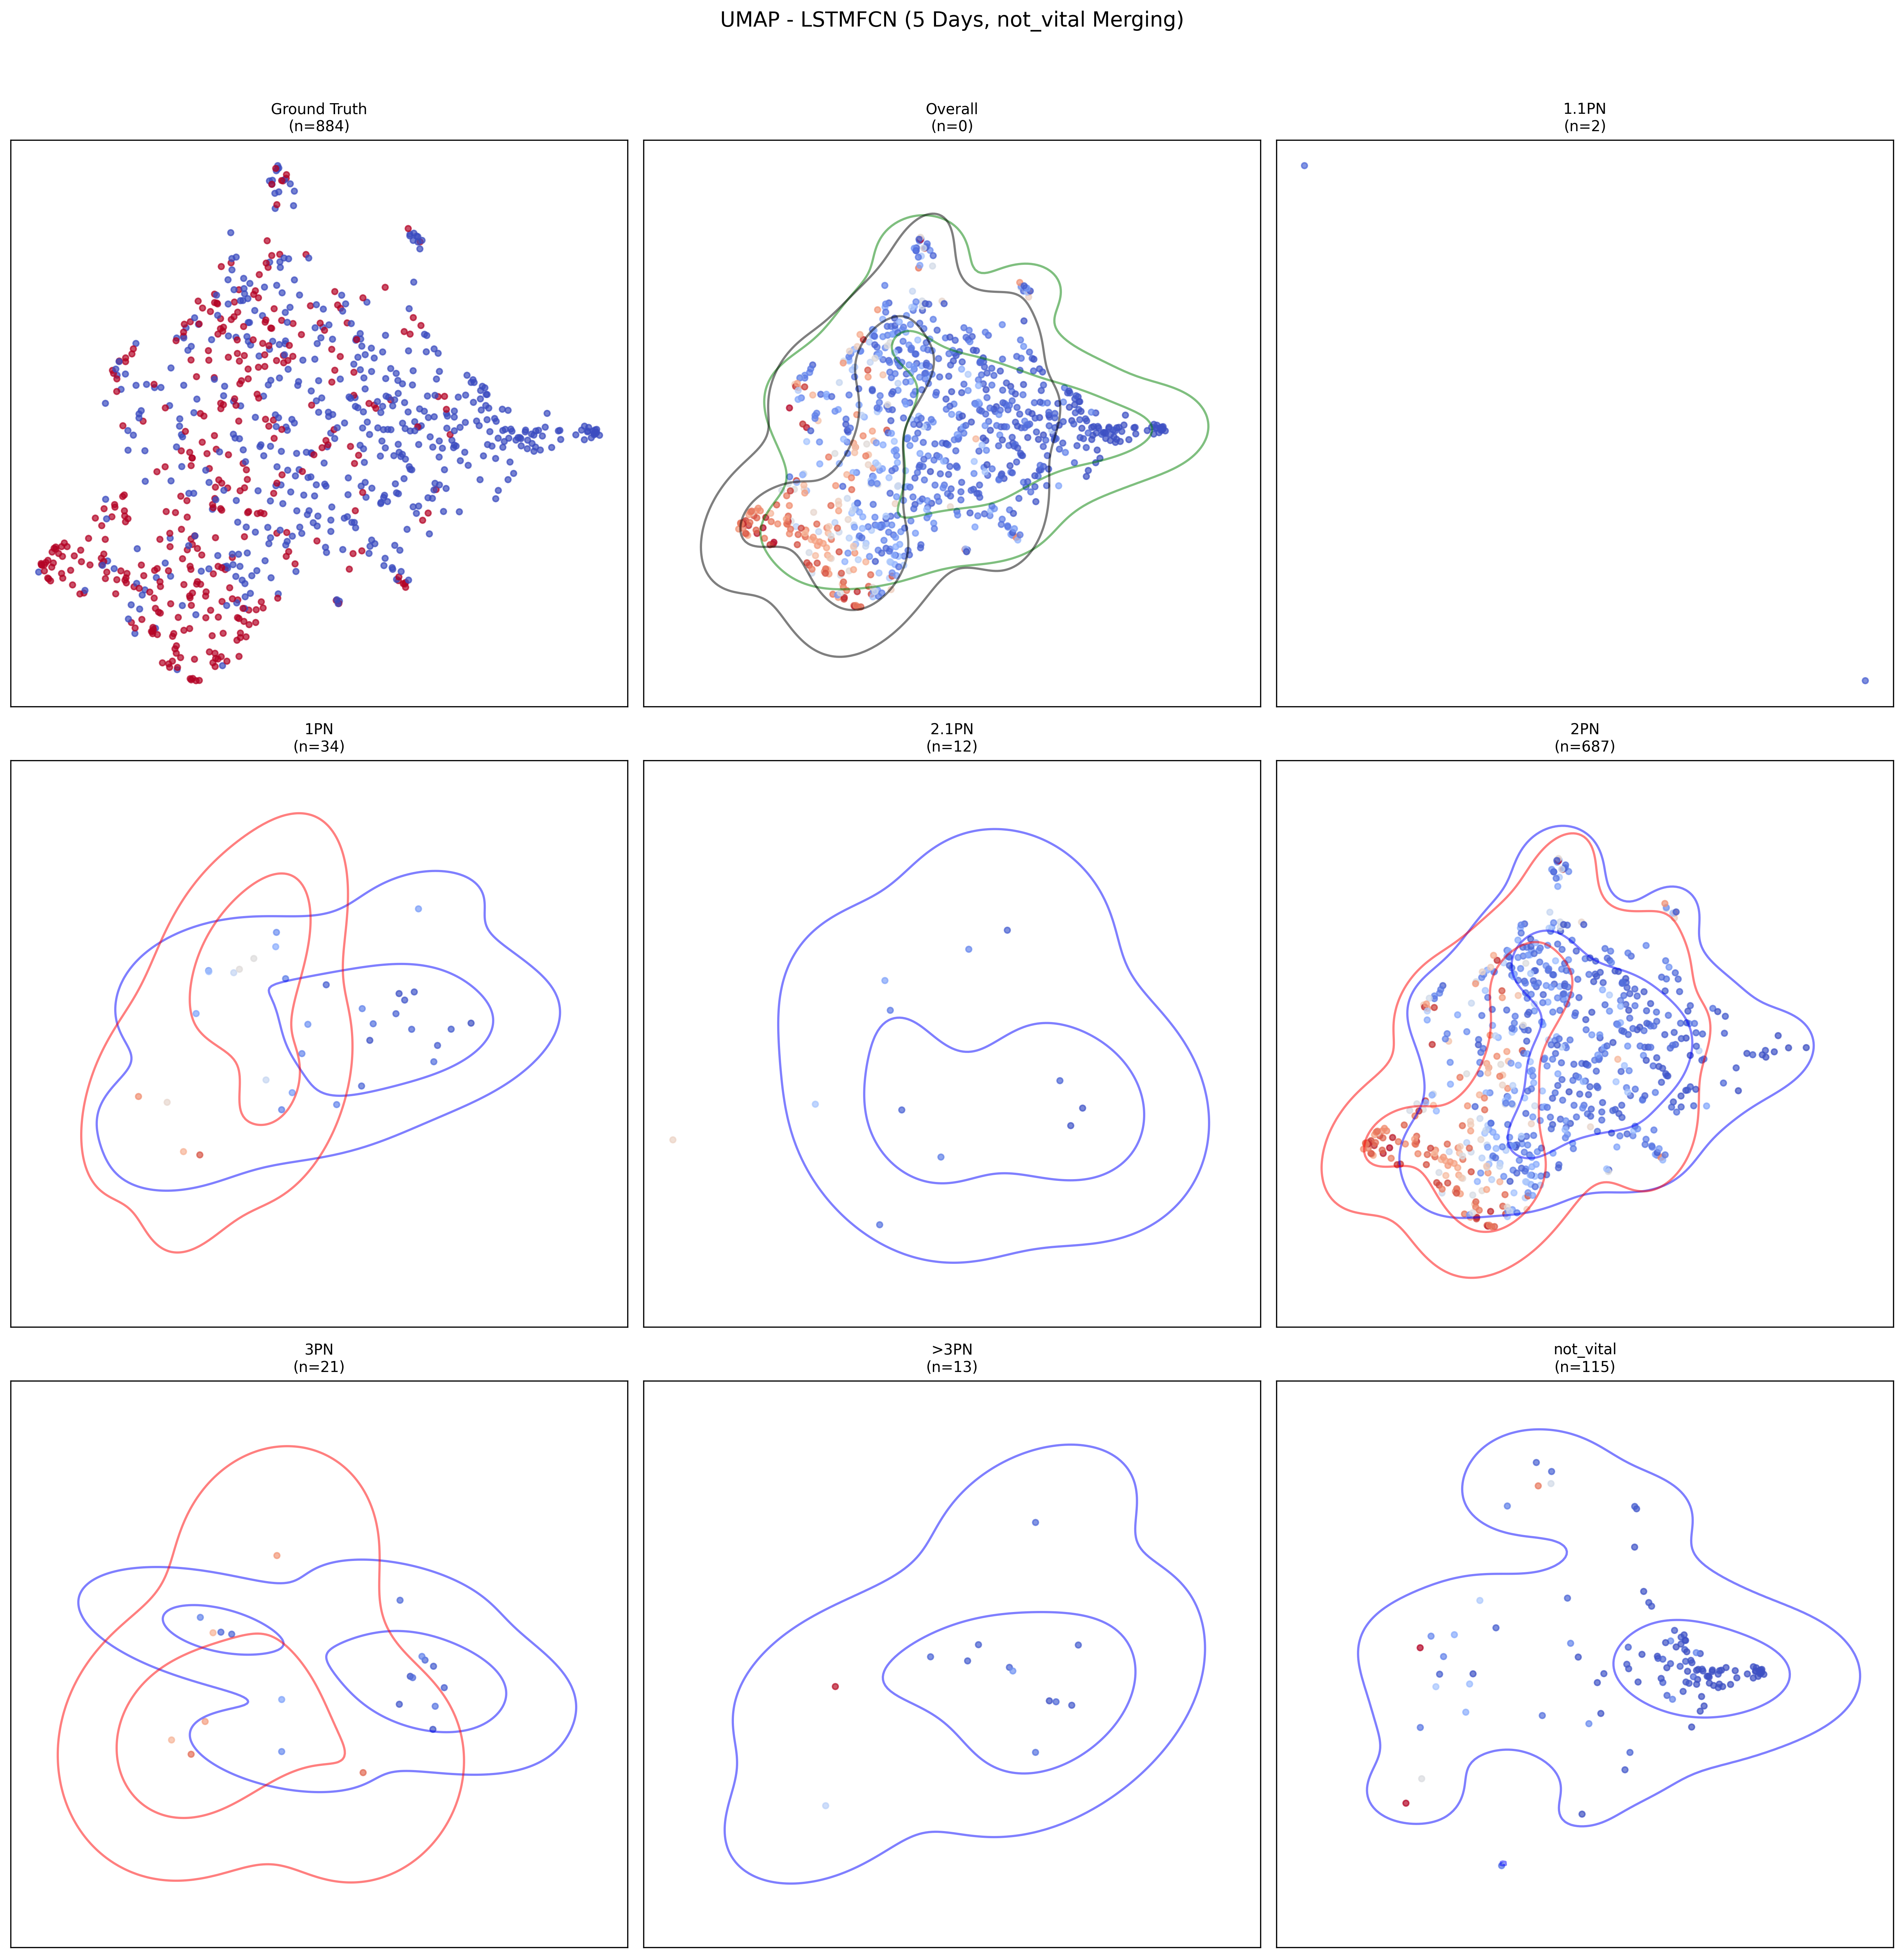 UMAP - LSTMFCN (5 Days, not_vital Merging)
Ground Truth
(n=884)
Overall
(n=0)
1.1PN
(n=2)
1PN
(n=34)
2.1PN
(n=12)
2PN
(n=687)
3PN
(n=21)
>3PN
(n=13)
not_vital
(n=115)